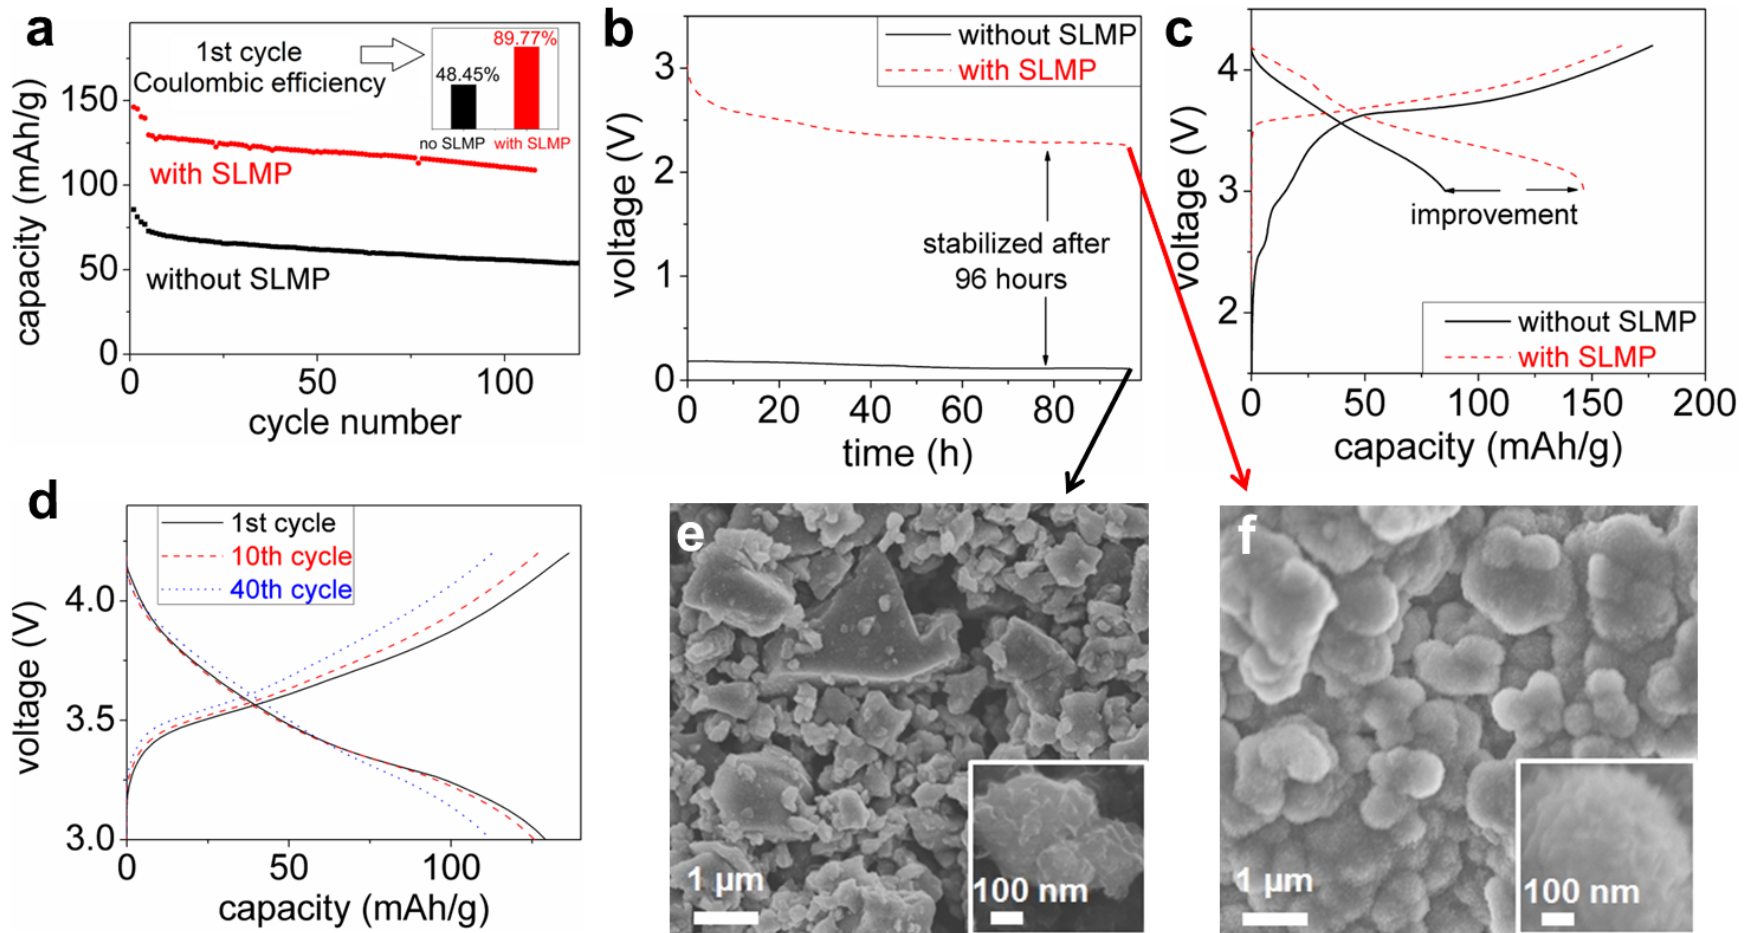 a
1st cycle
Coulombic efficiency
48.45%
89.77%
no SLMP
with SLMP
with SLMP
without SLMP
150
100
50
0
0
50
100
capacity (mAh/g)
cycle number
b
without SLMP
with SLMP
stabilized after
96 hours
3
2
1
0
0
20
40
60
80
voltage (V)
time (h)
c
improvement
without SLMP
with SLMP
4
3
2
0
50
100
150
200
voltage (V)
capacity (mAh/g)
d
1st cycle
10th cycle
40th cycle
4.0
3.5
3.0
0
50
100
voltage (V)
capacity (mAh/g)
e
1 µm
100 nm
f
1 µm
100 nm